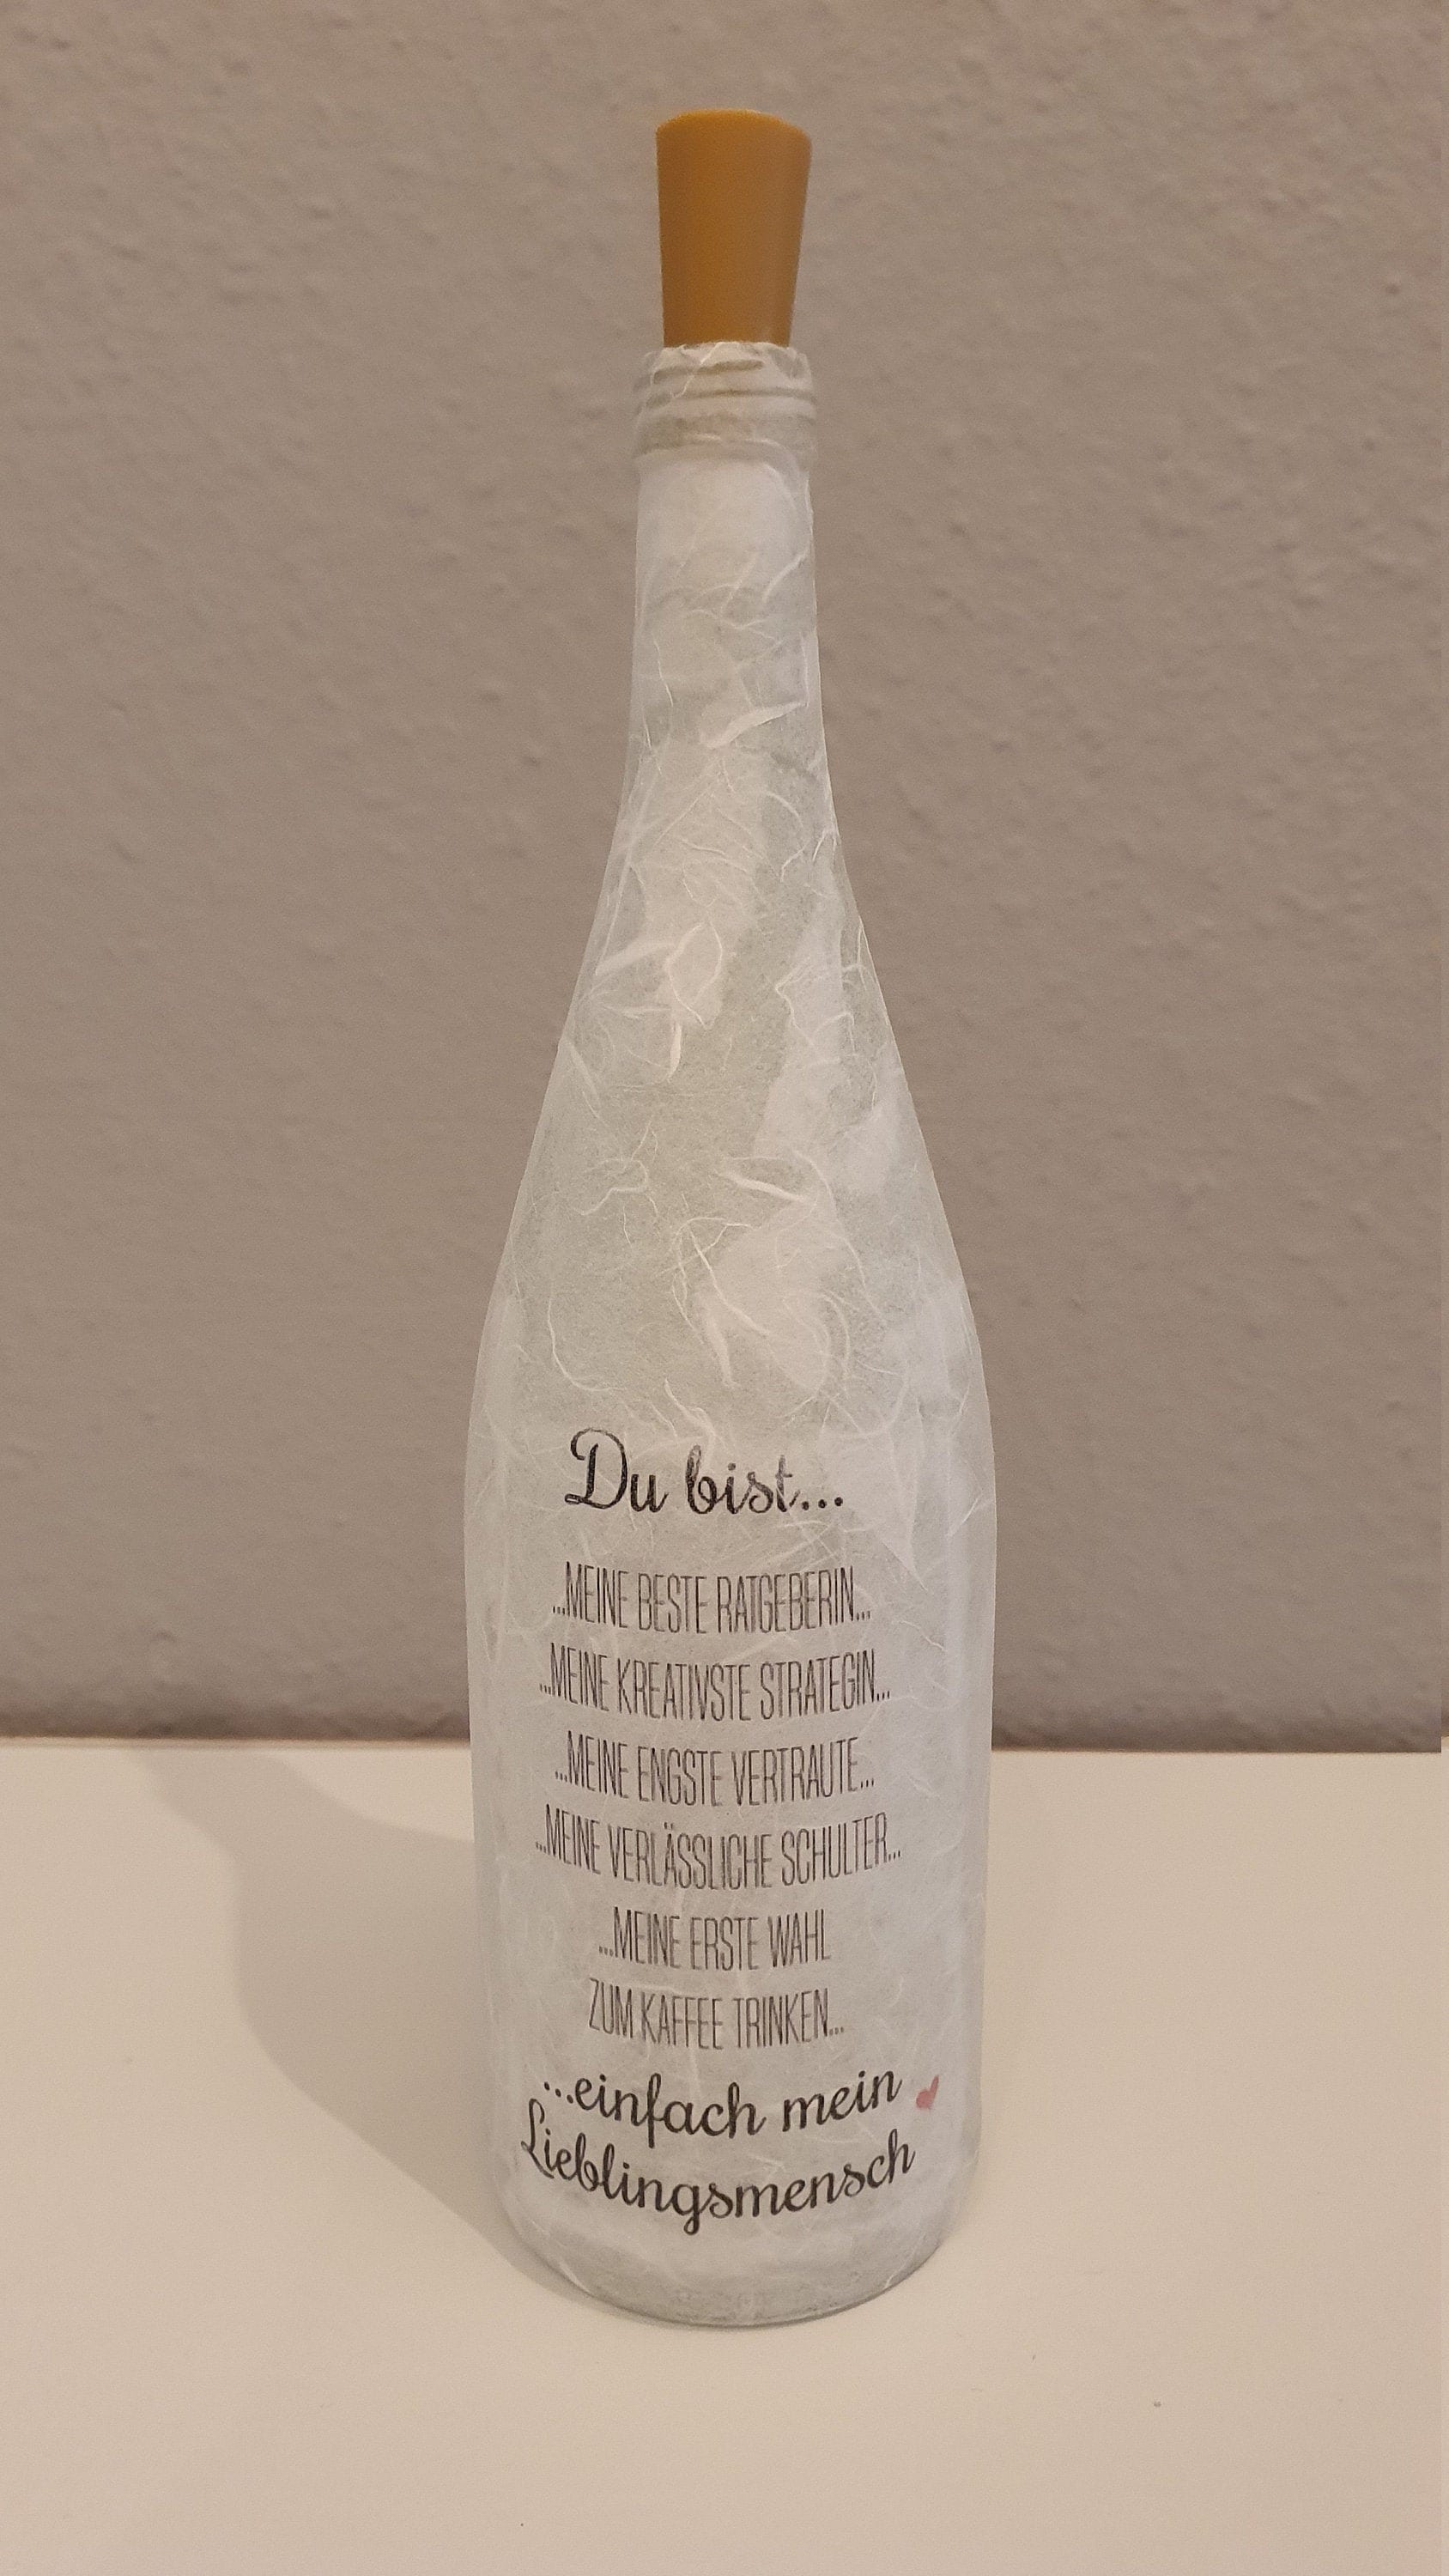 Du bist...
...MEINE BESTE RATGEBERIN...
...MEINE KREATIVSTE STRATEGIN...
...MEINE ENGSTE VERTRAUTE...
...MEINE VERLÄSSLICHE SCHULTER...
...MEINE ERSTE WAHL
ZUM KAFFEE TRINKEN...
...einfach mein
Lieblingsmensch